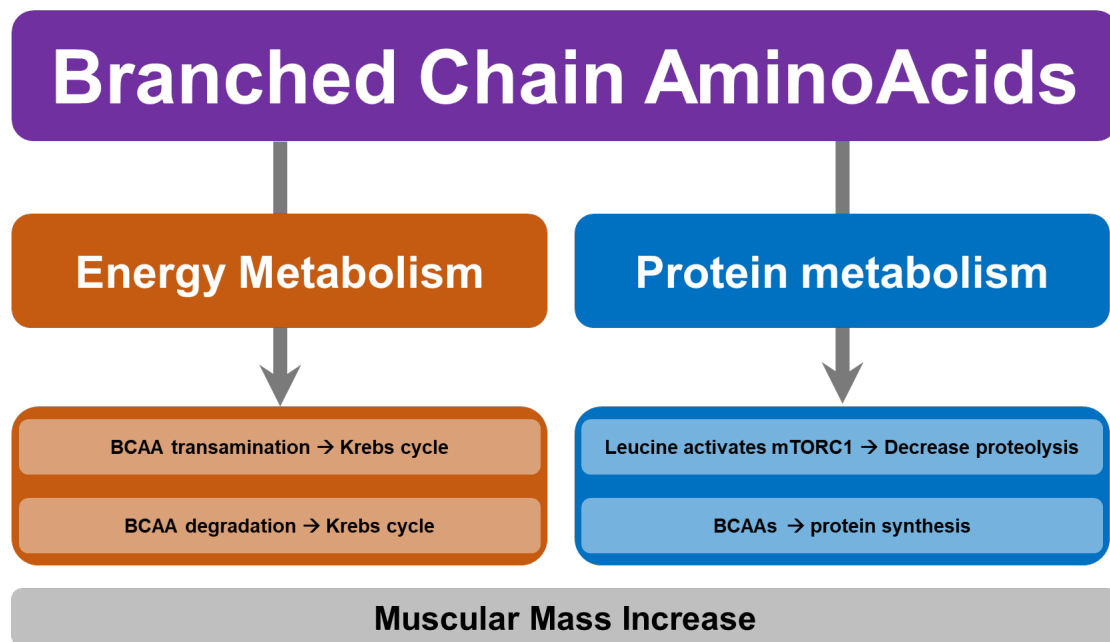 Branched Chain AminoAcids
Energy Metabolism
Protein metabolism
BCAA transamination → Krebs cycle
BCAA degradation → Krebs cycle
Leucine activates mTORC1 → Decrease proteolysis
BCAAs → protein synthesis
Muscular Mass Increase